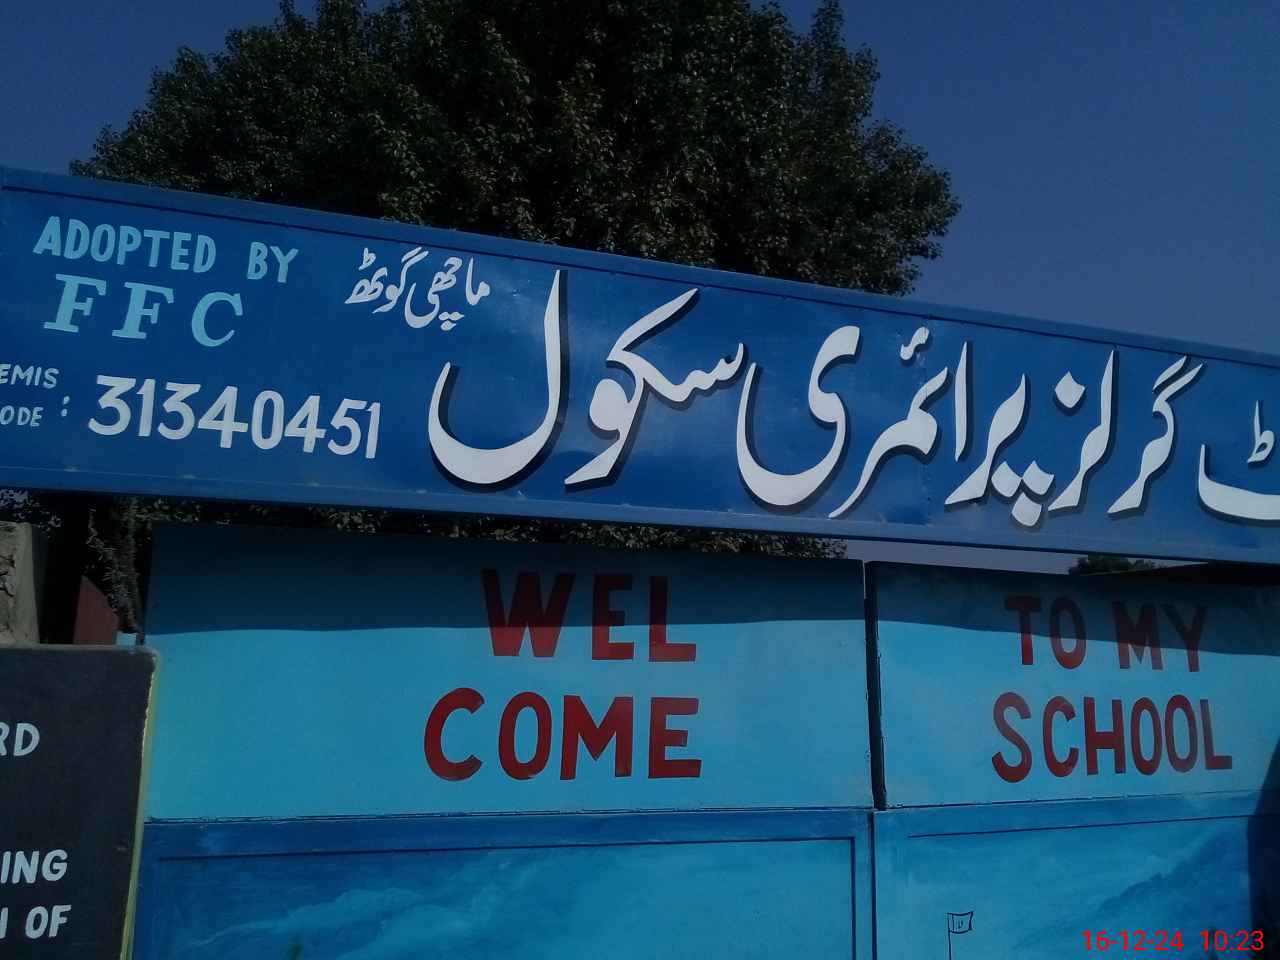 ADOPTED BY
FFC
EMIS
ODE : 31340451
ماچھی گوٹھ
ٹ گرلز پرائمری سکول
WEL
COME
TO MY
SCHOOL
RD
ING
OF
16-12-24 10:23